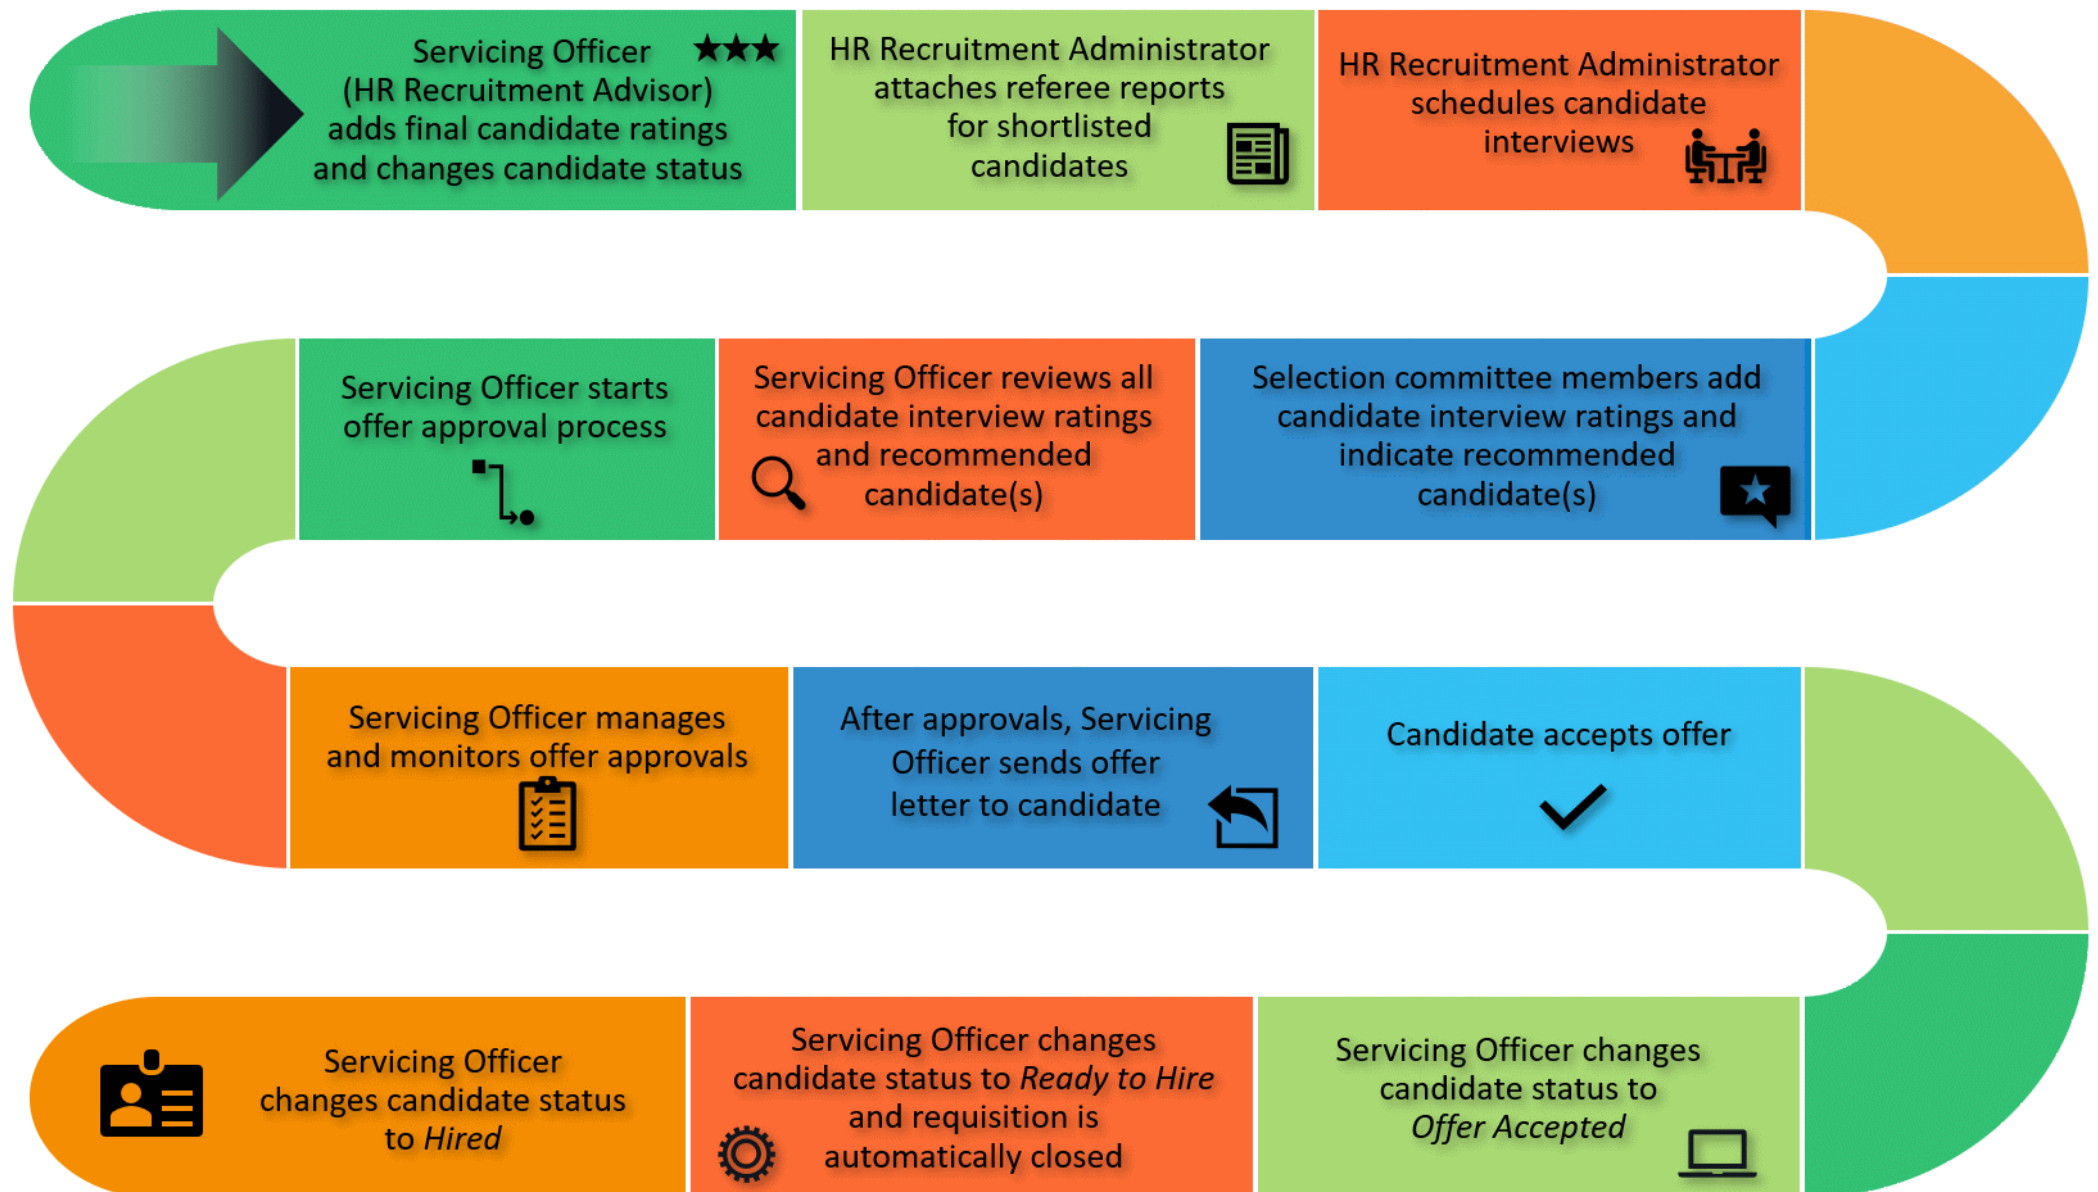 Servicing Officer
(HR Recruitment Advisor)
adds final candidate ratings
and changes candidate status
HR Recruitment Administrator
attaches referee reports
for shortlisted
candidates
HR Recruitment Administrator
schedules candidate
interviews
Selection committee members add
candidate interview ratings and
indicate recommended
candidate(s)
Servicing Officer reviews all
candidate interview ratings
and recommended
candidate(s)
Servicing Officer starts
offer approval process
Servicing Officer manages
and monitors offer approvals
After approvals, Servicing
Officer sends offer
letter to candidate
Candidate accepts offer
Servicing Officer changes
candidate status to
Offer Accepted
Servicing Officer changes
candidate status to Ready to Hire
and requisition is
automatically closed
Servicing Officer
changes candidate status
to Hired